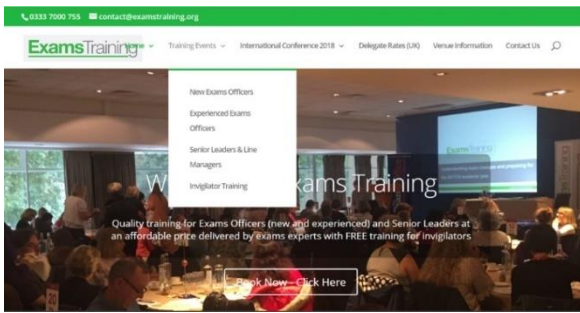 0333 7000 755 contact@examstraining.org
ExamsTraining
Home Training Events International Conference 2018 Delegate Rates (UK) Venue Information Contact Us
New Exams Officers
Experienced Exams
Officers
Senior Leaders & Line
Managers
Invigilator Training
ExamsTraining
W xams Training
Quality training for Exams Officers (new and experienced) and Senior Leaders at
an affordable price delivered by exams experts with FREE training for invigilators
Book Now - Click Here